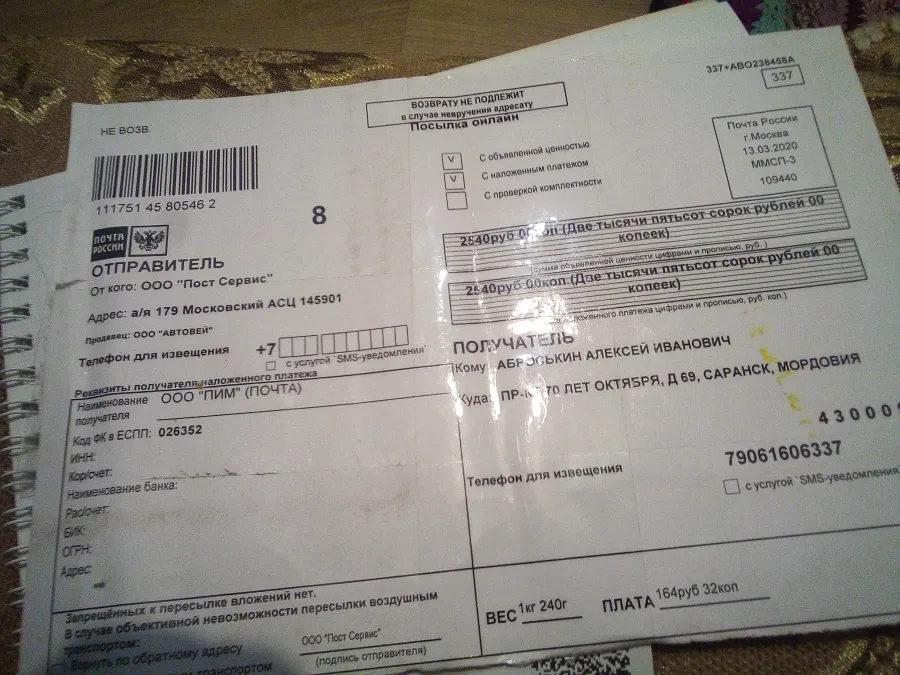 337+ABO238458A
337
ВОЗВРАТУ НЕ ПОДЛЕЖИТ
в случае невручения адресату
Посылка онлайн
НЕ ВОЗВ.
111751 45 80546 2
8
V С объявленной ценностью
V С наложенным платежом
С проверкой комплектности
Почта России
г.Москва
13.03.2020
ММСП-3
109440
ПОЧТА
РОССИИ
ОТПРАВИТЕЛЬ
От кого: ООО "Пост Сервис"
Адрес: а/я 179 Московский АСЦ 145901
Продавец: ООО "АВТОВЕЙ"
Телефон для извещения +7
с услугой "SMS-уведомления"
2540руб 00коп (Две тысячи пятьсот сорок рублей 00
копеек)
(сумма объявленной ценности цифрами и прописью, руб. )
2540руб 00коп (Две тысячи пятьсот сорок рублей 00
копеек)
наложенного платежа цифрами и прописью, руб, коп.)
ПОЛУЧАТЕЛЬ
Кому АБРОСЬКИН АЛЕКСЕЙ ИВАНОВИЧ
Куда: ПР-КТ 70 ЛЕТ ОКТЯБРЯ, Д 69, САРАНСК, МОРДОВИЯ
430009
79061606337
Телефон для извещения
с услугой "SMS-уведомления
Реквизиты получателя наложенного платежа
Наименование ООО "ПИМ" (ПОЧТА)
получателя
Код ФК в ЕСПП: 026352
ИНН:
Кор/счет:
Наименование банка:
Рас/счет:
БИК:
ОГРН:
Адрес:
Запрещённых к пересылке вложений нет.
В случае объективной невозможности пересылки воздушным
транспортом:
Вернуть по обратному адресу
транспортом
ООО "Пост Сервис"
(подпись отправителя)
ВЕС 1кг 240г ПЛАТА 164руб 32коп